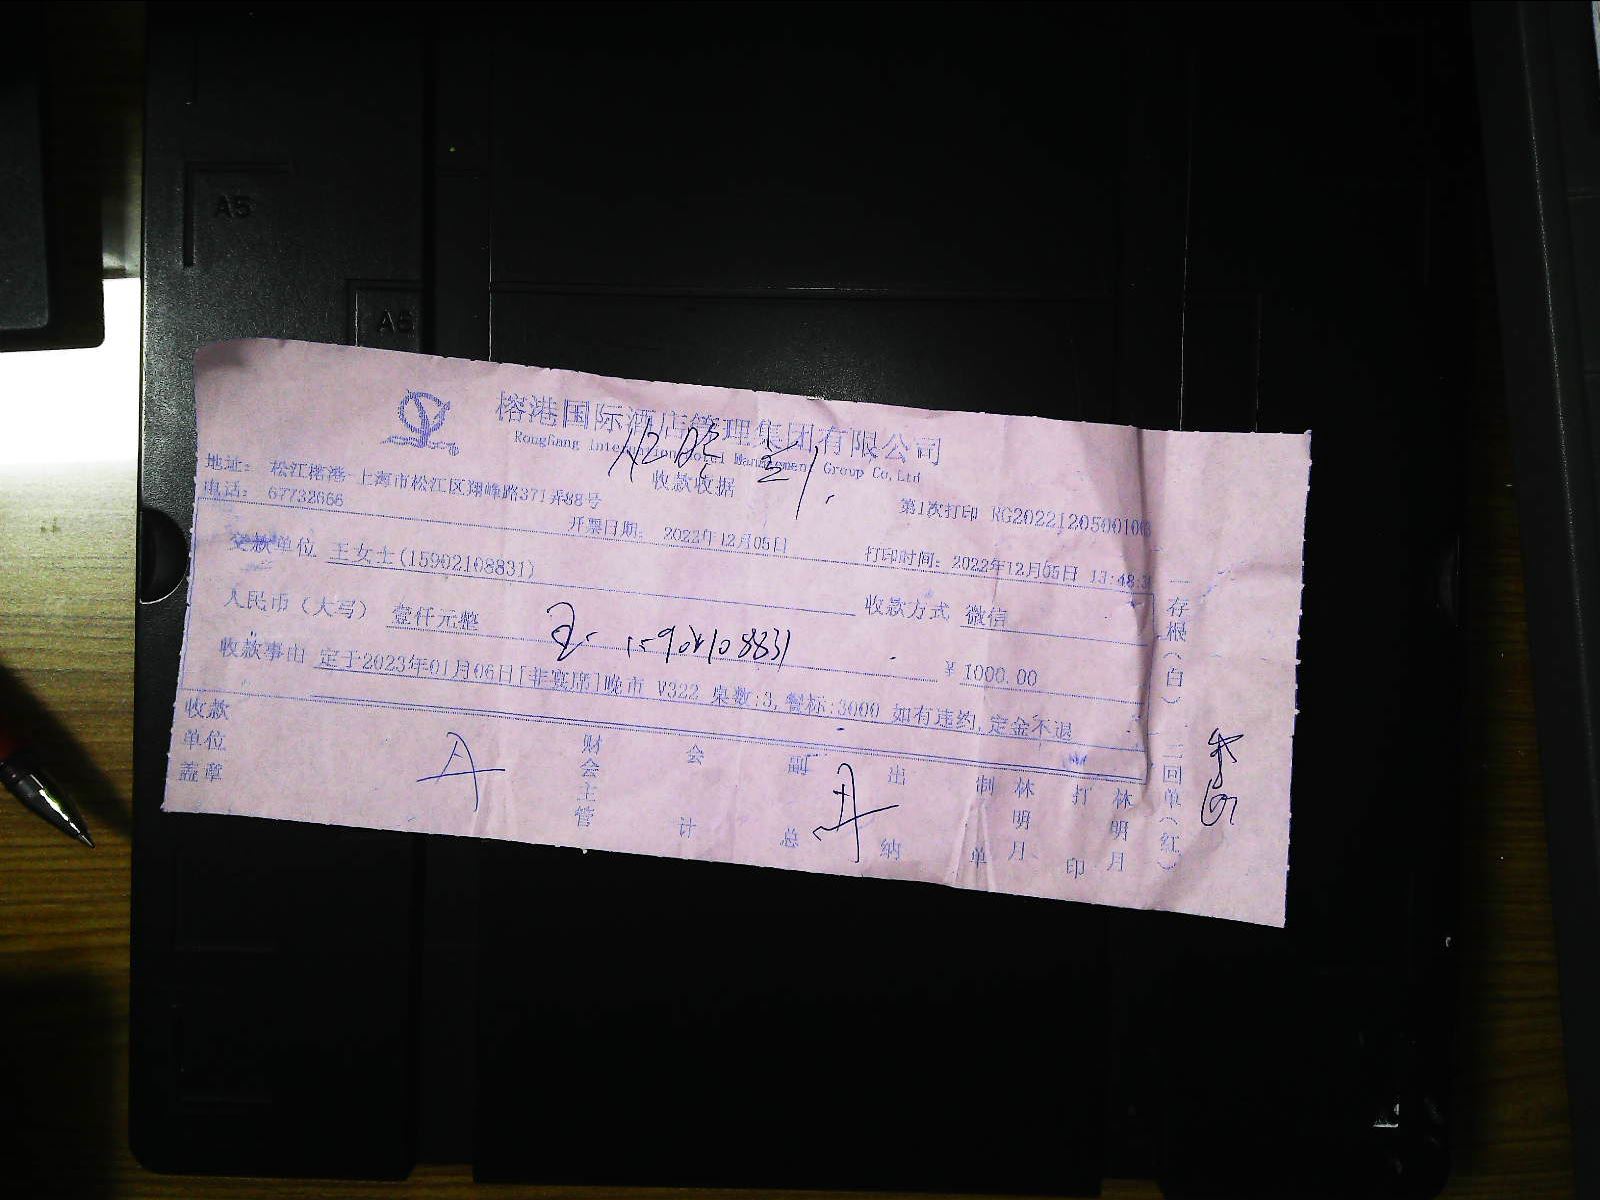 A5
A5
榕港国际酒店管理集团有限公司
RongGang International Hotel Management Group Co,Ltd
收款收据
地址： 松江榕港-上海市松江区翔峰路371弄88号
电话： 67732666
第1次打印 RG2022120500100
开票日期： 2022年12月05日
打印时间：2022年12月05日 13:48:3
交款单位 王女士(15902108831)
收款方式 微信
人民币（大写） 壹仟元整
15902108831
￥1000.00
收款事由 定于2023年01月06日[非宴席]晚市 V322 桌数:3,餐标:3000 如有违约,定金不退
收款单位盖章
财会主管
会计
副总
出纳
制单 林明月
打印 林明月
一存根（白）二回单（红）